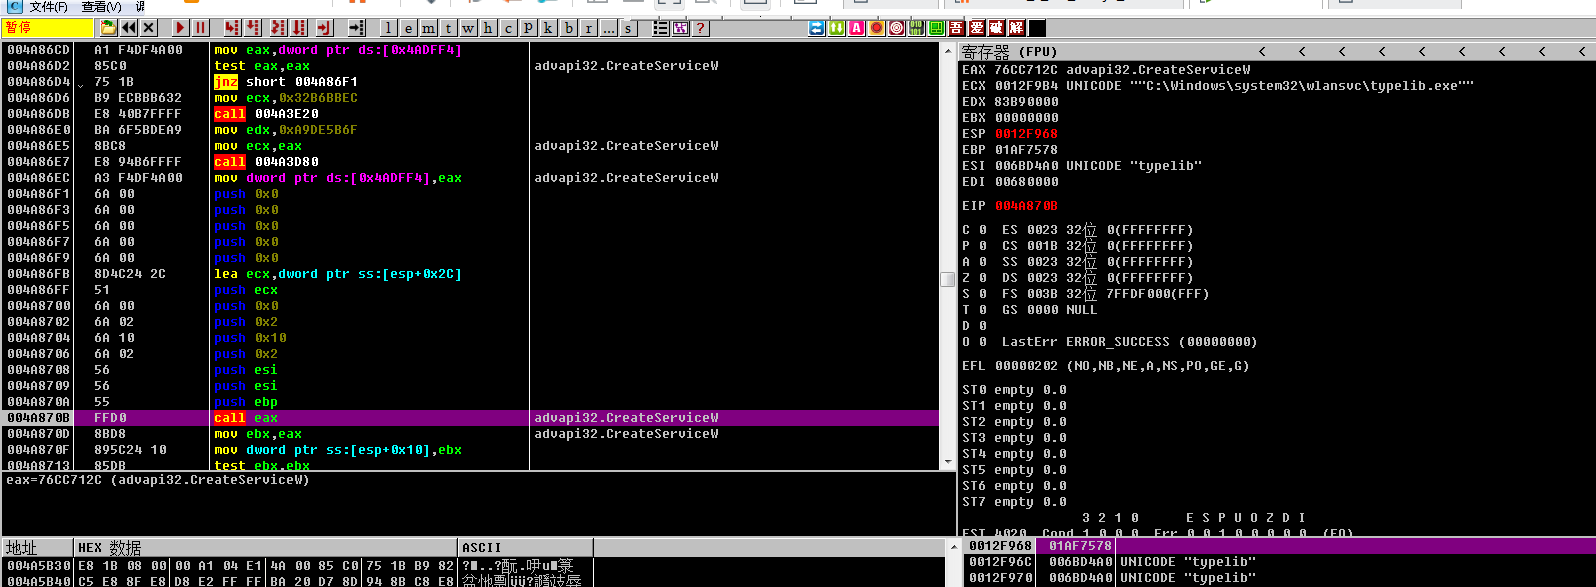 文件(F) 查看(V)
暂停
l e m t w h c p k b r ... s ?
吾 爱 破 解
004A86CD A1 F4DF4A00 mov eax,dword ptr ds:[0x4ADFF4]
004A86D2 85C0 test eax,eax advapi32.CreateServiceW
004A86D4 75 1B jnz short 004A86F1
004A86D6 B9 ECBBB632 mov ecx,0x32B6BBEC
004A86DB E8 40B7FFFF call 004A3E20
004A86E0 BA 6F5BDEA9 mov edx,0xA9DE5B6F
004A86E5 8BC8 mov ecx,eax advapi32.CreateServiceW
004A86E7 E8 94B6FFFF call 004A3D80
004A86EC A3 F4DF4A00 mov dword ptr ds:[0x4ADFF4],eax advapi32.CreateServiceW
004A86F1 6A 00 push 0x0
004A86F3 6A 00 push 0x0
004A86F5 6A 00 push 0x0
004A86F7 6A 00 push 0x0
004A86F9 6A 00 push 0x0
004A86FB 8D4C24 2C lea ecx,dword ptr ss:[esp+0x2C]
004A86FF 51 push ecx
004A8700 6A 00 push 0x0
004A8702 6A 02 push 0x2
004A8704 6A 10 push 0x10
004A8706 6A 02 push 0x2
004A8708 56 push esi
004A8709 56 push esi
004A870A 55 push ebp
004A870B FFD0 call eax advapi32.CreateServiceW
004A870D 8BD8 mov ebx,eax advapi32.CreateServiceW
004A870F 895C24 10 mov dword ptr ss:[esp+0x10],ebx
004A8713 85DB test ebx,ebx
eax=76CC712C (advapi32.CreateServiceW)
寄存器 (FPU) < < < < < < < < <
EAX 76CC712C advapi32.CreateServiceW
ECX 0012F9B4 UNICODE ""C:\Windows\system32\wlansvc\typelib.exe""
EDX 83B90000
EBX 00000000
ESP 0012F968
EBP 01AF7578
ESI 006BD4A0 UNICODE "typelib"
EDI 00680000
EIP 004A870B
C 0 ES 0023 32位 0(FFFFFFFF)
P 0 CS 001B 32位 0(FFFFFFFF)
A 0 SS 0023 32位 0(FFFFFFFF)
Z 0 DS 0023 32位 0(FFFFFFFF)
S 0 FS 003B 32位 7FFDF000(FFF)
T 0 GS 0000 NULL
D 0
O 0 LastErr ERROR_SUCCESS (00000000)
EFL 00000202 (NO,NB,NE,A,NS,PO,GE,G)
ST0 empty 0.0
ST1 empty 0.0
ST2 empty 0.0
ST3 empty 0.0
ST4 empty 0.0
ST5 empty 0.0
ST6 empty 0.0
ST7 empty 0.0
3 2 1 0 E S P U O Z D I
FST 4020 Cond 1 0 0 0 Err 0 0 1 0 0 0 0 0 (EQ)
地址 HEX 数据 ASCII
004A5B30 E8 1B 08 00 00 A1 04 E1 4A 00 85 C0 75 1B B9 82
004A5B40 C5 E8 8F E8 D8 E2 FF FF BA 20 D7 8D 94 8B C8 E8
0012F968 01AF7578
0012F96C 006BD4A0 UNICODE "typelib"
0012F970 006BD4A0 UNICODE "typelib"